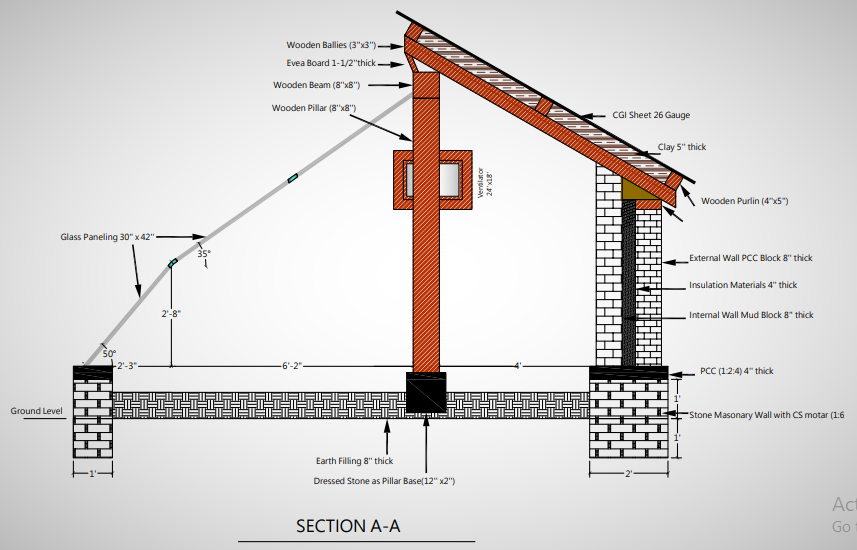 Wooden Ballies (3"x3")
Evea Board 1-1/2"thick
Wooden Beam (8"x8")
Wooden Pillar (8"x8")
CGI Sheet 26 Gauge
Clay 5" thick
Ventilator
24"x18"
Wooden Purlin (4"x5")
Glass Paneling 30" x 42"
35°
External Wall PCC Block 8" thick
Insulation Materials 4" thick
2'-8"
Internal Wall Mud Block 8" thick
50°
2'-3"
6'-2"
4'
PCC (1:2:4) 4" thick
1'
Ground Level
Stone Masonary Wall with CS motar (1:6
1'
Earth Filling 8" thick
1'
2'
Dressed Stone as Pillar Base(12" x2")
Act
Go t
SECTION A-A